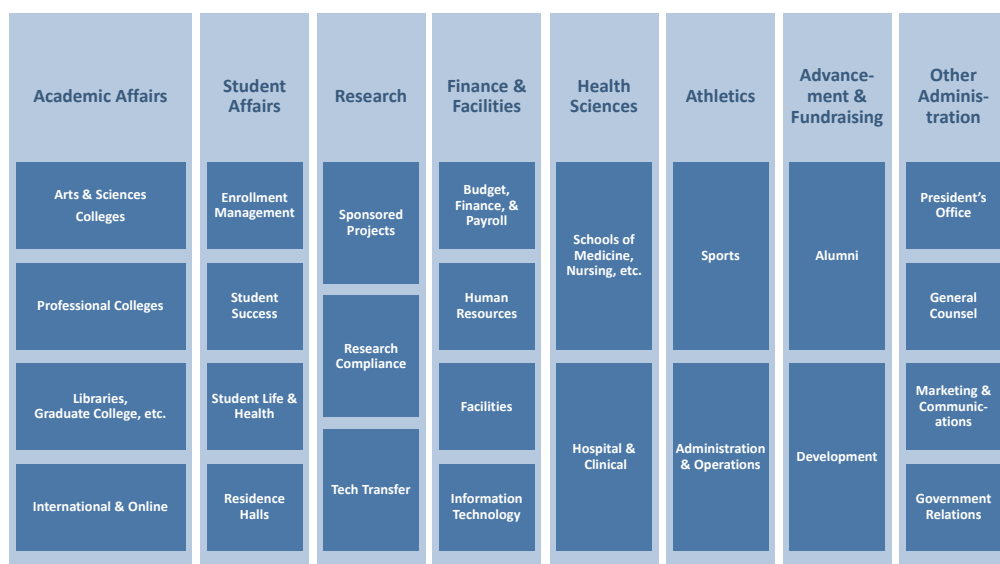 Academic Affairs
Arts & Sciences
Colleges
Professional Colleges
Libraries,
Graduate College, etc.
International & Online
Student
Affairs
Enrollment
Management
Student
Success
Student Life &
Health
Residence
Halls
Research
Sponsored
Projects
Research
Compliance
Tech Transfer
Finance &
Facilities
Budget,
Finance, &
Payroll
Human
Resources
Facilities
Information
Technology
Health
Sciences
Schools of
Medicine,
Nursing, etc.
Hospital &
Clinical
Athletics
Sports
Administration
& Operations
Advance-
ment &
Fundraising
Alumni
Development
Other
Adminis-
tration
President’s
Office
General
Counsel
Marketing &
Communic-
ations
Government
Relations